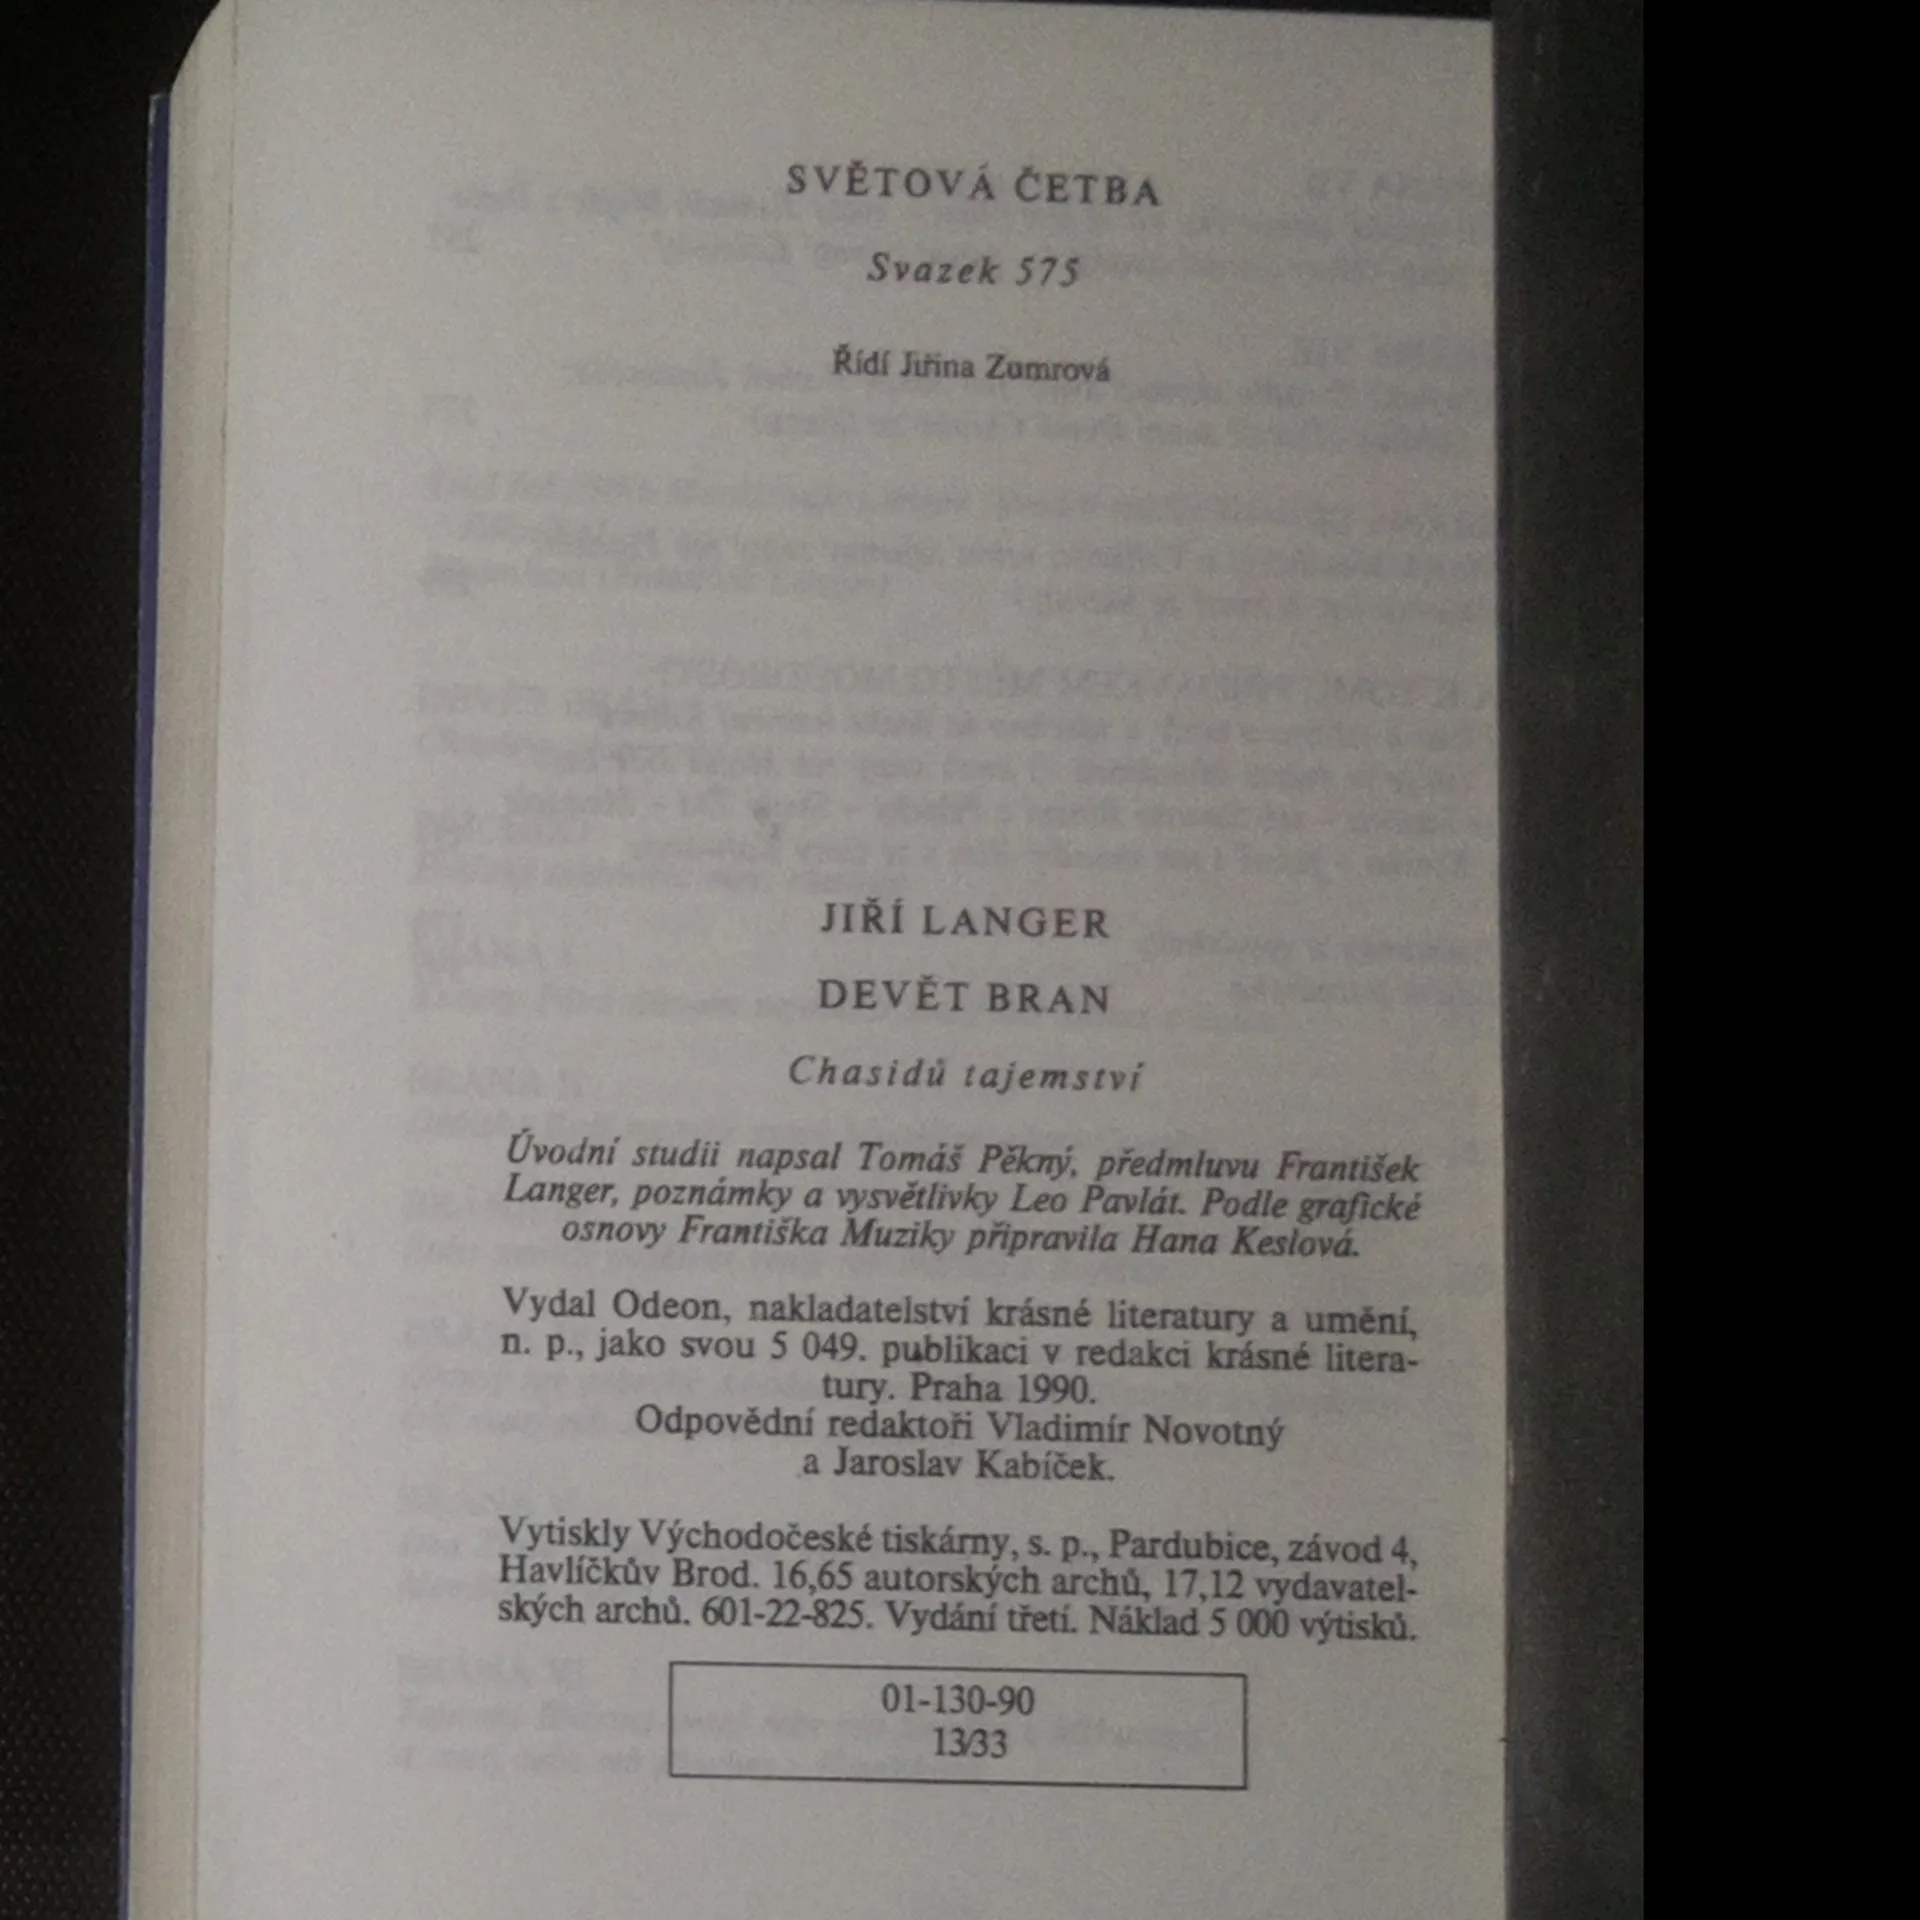 SVĚTOVÁ ČETBA
Svazek 575
Řídí Jiřina Zumrová
JIŘÍ LANGER
DEVĚT BRAN
Chasidů tajemství
Úvodní studii napsal Tomáš Pěkný, předmluvu František
Langer, poznámky a vysvětlivky Leo Pavlát. Podle grafické
osnovy Františka Muziky připravila Hana Keslová.
Vydal Odeon, nakladatelství krásné literatury a umění,
n. p., jako svou 5 049. publikaci v redakci krásné litera-
tury. Praha 1990.
Odpovědní redaktoři Vladimír Novotný
a Jaroslav Kabíček.
Vytiskly Východočeské tiskárny, s. p., Pardubice, závod 4,
Havlíčkův Brod. 16,65 autorských archů, 17,12 vydavatel-
ských archů. 601-22-825. Vydání třetí. Náklad 5 000 výtisků.
01-130-90
13/33